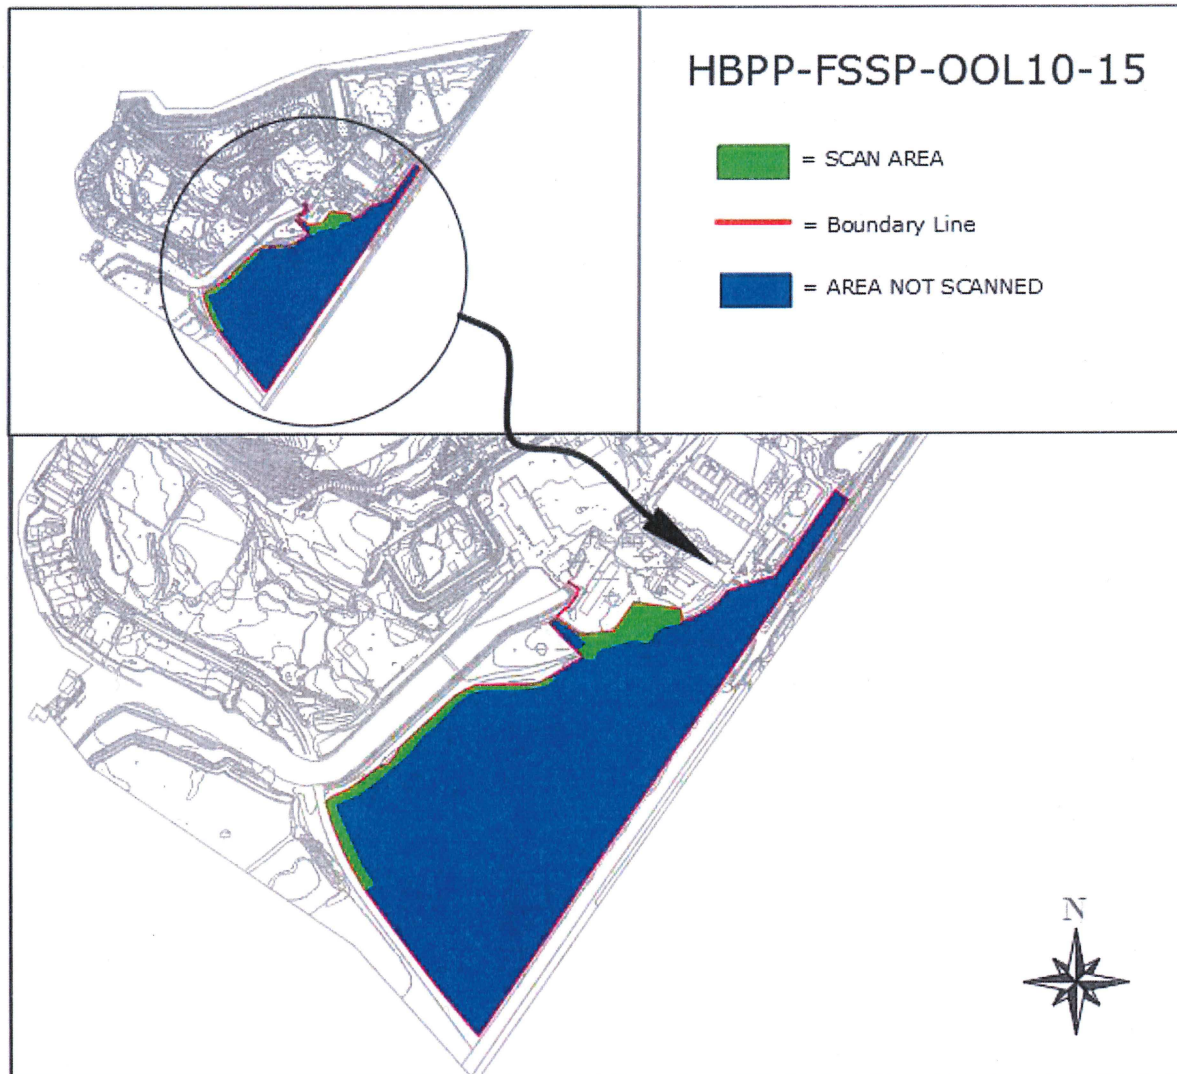 HBPP-FSSP-OOL10-15
= SCAN AREA
= Boundary Line
= AREA NOT SCANNED
N